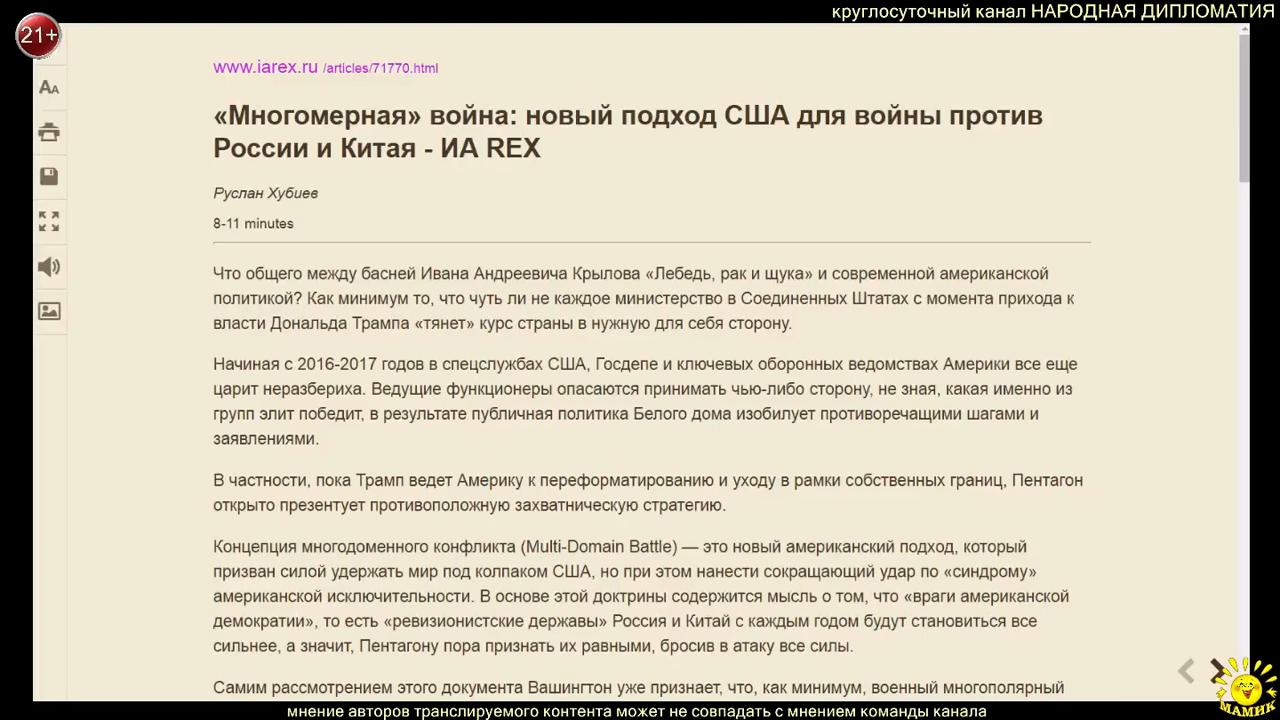 круглосуточный канал НАРОДНАЯ ДИПЛОМАТИЯ
21+
www.iarex.ru /articles/71770.html
«Многомерная» война: новый подход США для войны против
России и Китая - ИА REX
Руслан Хубиев
8-11 minutes
Что общего между басней Ивана Андреевича Крылова «Лебедь, рак и щука» и современной американской
политикой? Как минимум то, что чуть ли не каждое министерство в Соединенных Штатах с момента прихода к
власти Дональда Трампа «тянет» курс страны в нужную для себя сторону.
Начиная с 2016-2017 годов в спецслужбах США, Госдепе и ключевых оборонных ведомствах Америки все еще
царит неразбериха. Ведущие функционеры опасаются принимать чью-либо сторону, не зная, какая именно из
групп элит победит, в результате публичная политика Белого дома изобилует противоречащими шагами и
заявлениями.
В частности, пока Трамп ведет Америку к переформатированию и уходу в рамки собственных границ, Пентагон
открыто презентует противоположную захватническую стратегию.
Концепция многодоменного конфликта (Multi-Domain Battle) — это новый американский подход, который
призван силой удержать мир под колпаком США, но при этом нанести сокращающий удар по «синдрому»
американской исключительности. В основе этой доктрины содержится мысль о том, что «враги американской
демократии», то есть «ревизионистские державы» Россия и Китай с каждым годом будут становиться все
сильнее, а значит, Пентагону пора признать их равными, бросив в атаку все силы.
Самим рассмотрением этого документа Вашингтон уже признает, что, как минимум, военный многополярный
МАМИК
мнение авторов транслируемого контента может не совпадать с мнением команды канала